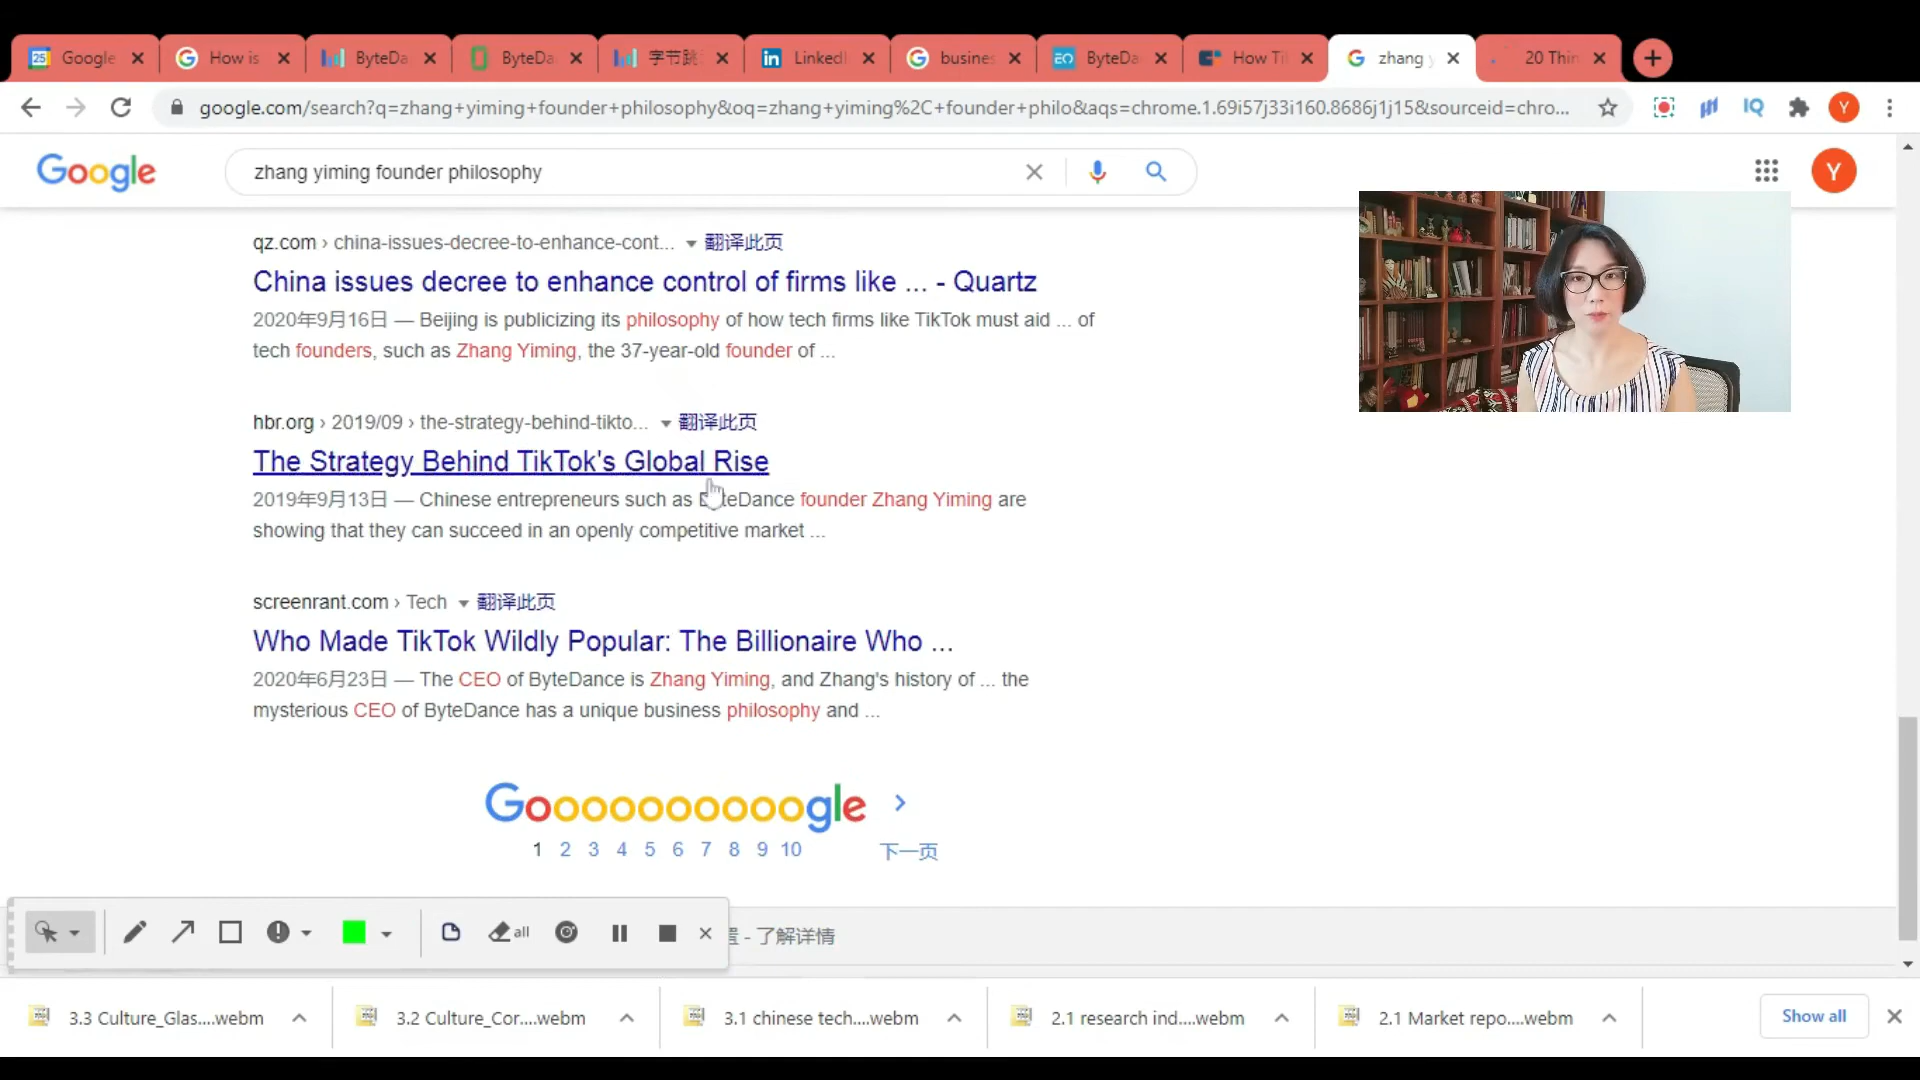 25 Google
How is
ByteDa
ByteDa
字节跳
in LinkedI
busines
EO ByteDa
How Ti
zhang y
20 Thin
google.com/search?q=zhang+yiming+founder+philosophy&oq=zhang+yiming%2C+founder+philo&aqs=chrome.1.69i57j33i160.8686j1j15&sourceid=chro...
IQ
Y
Google
zhang yiming founder philosophy
Y
qz.com › china-issues-decree-to-enhance-cont... 翻译此页
China issues decree to enhance control of firms like ... - Quartz
2020年9月16日 — Beijing is publicizing its philosophy of how tech firms like TikTok must aid ... of
tech founders, such as Zhang Yiming, the 37-year-old founder of ...
hbr.org › 2019/09 › the-strategy-behind-tikto... 翻译此页
The Strategy Behind TikTok's Global Rise
2019年9月13日 — Chinese entrepreneurs such as ByteDance founder Zhang Yiming are
showing that they can succeed in an openly competitive market ...
screenrant.com › Tech 翻译此页
Who Made TikTok Wildly Popular: The Billionaire Who ...
2020年6月23日 — The CEO of ByteDance is Zhang Yiming, and Zhang's history of ... the
mysterious CEO of ByteDance has a unique business philosophy and ...
Goooooooooogle
1 2 3 4 5 6 7 8 9 10 下一页
all
- 了解详情
3.3 Culture_Glas....webm
3.2 Culture_Cor....webm
3.1 chinese tech....webm
2.1 research ind....webm
2.1 Market repo....webm
Show all